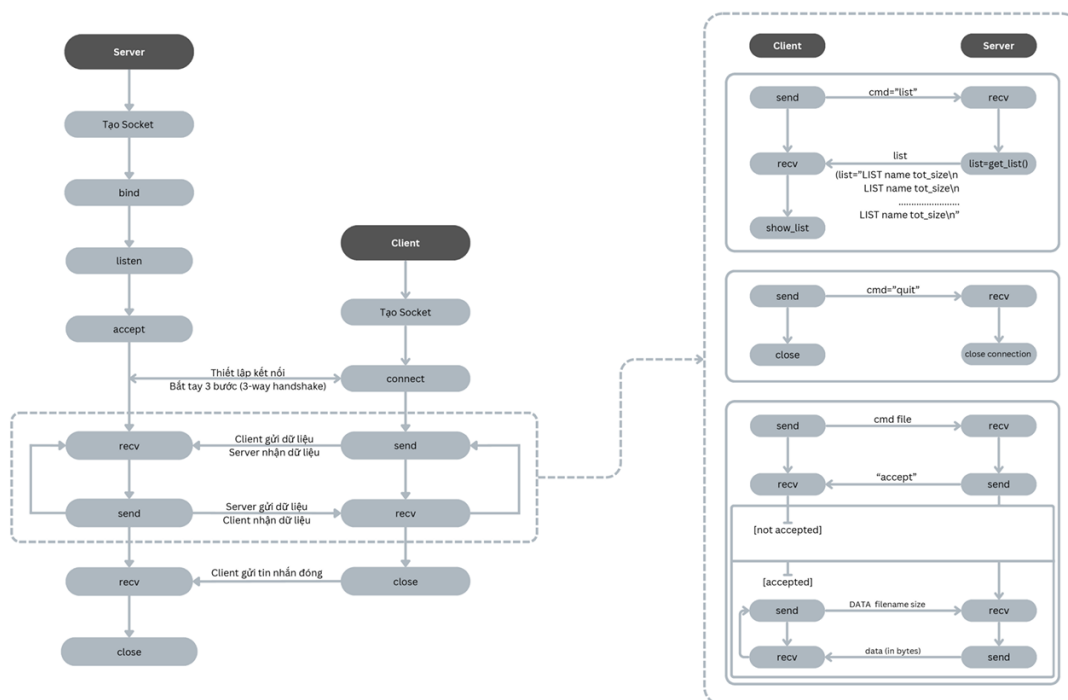 Server
Tạo Socket
bind
listen
accept
Client
Tạo Socket
connect
Thiết lập kết nối
Bắt tay 3 bước (3-way handshake)
recv
Client gửi dữ liệu
Server nhận dữ liệu
send
send
Server gửi dữ liệu
Client nhận dữ liệu
recv
recv
Client gửi tin nhắn đóng
close
close
Client
Server
send
cmd="list"
recv
recv
list
list=get_list()
(list="LIST name tot_size\n
LIST name tot_size\n
........................
LIST name tot_size\n"
show_list
send
cmd="quit"
recv
close
close connection
send
cmd file
recv
recv
“accept”
send
[not accepted]
[accepted]
send
DATA filename size
recv
recv
data (in bytes)
send